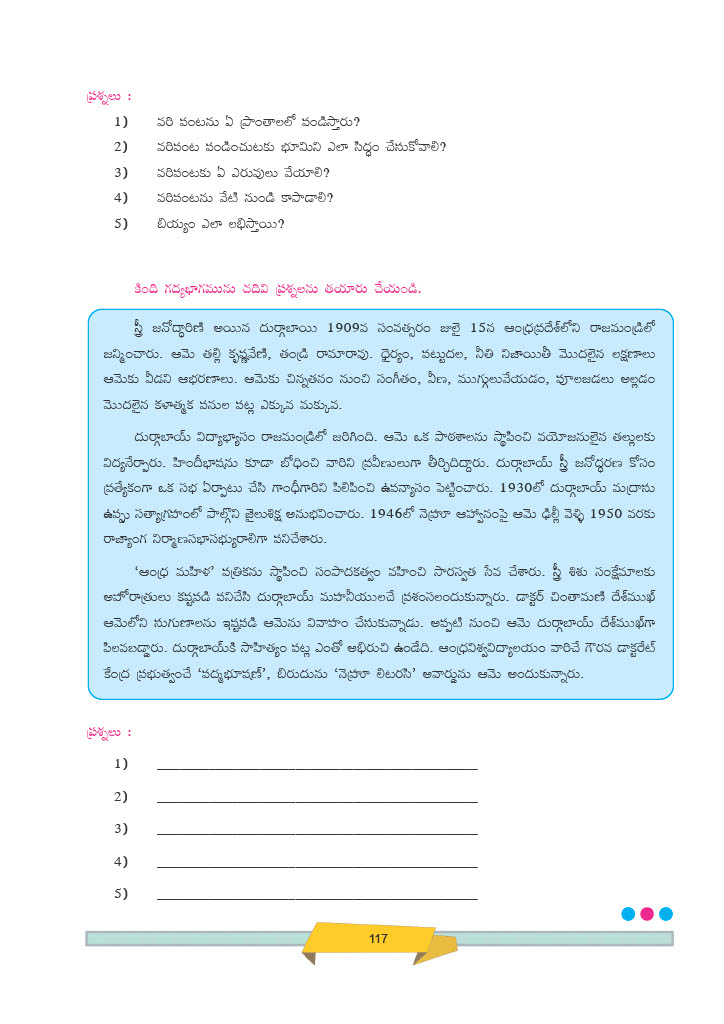 ప్రశ్నలు :
1) వరి పంటను ఏ ప్రాంతాలలో పండిస్తారు?
2) వరిపంట పండించుటకు భూమిని ఎలా సిద్ధం చేసుకోవాలి?
3) వరిపంటకు ఏ ఎరువులు వేయాలి?
4) వరిపంటను వేటి నుండి కాపాడాలి?
5) బియ్యం ఎలా లభిస్తాయి?
కింది గద్యభాగమును చదివి ప్రశ్నలను తయారు చేయండి.
స్త్రీ జనోద్ధారిణి అయిన దుర్గాబాయి 1909వ సంవత్సరం జులై 15న ఆంధ్రప్రదేశ్‌లోని రాజమండ్రిలో
జన్మించారు. ఆమె తల్లి కృష్ణవేణి, తండ్రి రామారావు. ధైర్యం, పట్టుదల, నీతి నిజాయితీ మొదలైన లక్షణాలు
ఆమెకు వీడని ఆభరణాలు. ఆమెకు చిన్నతనం నుంచి సంగీతం, వీణ, ముగ్గులువేయడం, పూలజడలు అల్లడం
మొదలైన కళాత్మక పనుల పట్ల ఎక్కువ మక్కువ.
దుర్గాబాయ్ విద్యాభ్యాసం రాజమండ్రిలో జరిగింది. ఆమె ఒక పాఠశాలను స్థాపించి వయోజనులైన తల్లులకు
విద్యనేర్పారు. హిందీభాషను కూడా బోధించి వారిని ప్రవీణులుగా తీర్చిదిద్దారు. దుర్గాబాయ్ స్త్రీ జనోద్ధరణ కోసం
ప్రత్యేకంగా ఒక సభ ఏర్పాటు చేసి గాంధీగారిని పిలిపించి ఉపన్యాసం పెట్టించారు. 1930లో దుర్గాబాయ్ మద్రాసు
ఉప్పు సత్యాగ్రహంలో పాల్గొని జైలుశిక్ష అనుభవించారు. 1946లో నెహ్రూ ఆహ్వానంపై ఆమె ఢిల్లీ వెళ్ళి 1950 వరకు
రాజ్యాంగ నిర్మాణసభాసభ్యురాలిగా పనిచేశారు.
‘ఆంధ్ర మహిళ’ పత్రికను స్థాపించి సంపాదకత్వం వహించి సారస్వత సేవ చేశారు. స్త్రీ శిశు సంక్షేమాలకు
అహోరాత్రులు కష్టపడి పనిచేసి దుర్గాబాయ్ మహనీయులచే ప్రశంసలందుకున్నారు. డాక్టర్ చింతామణి దేశ్‌ముఖ్
ఆమెలోని సుగుణాలను ఇష్టపడి ఆమెను వివాహం చేసుకున్నాడు. అప్పటి నుంచి ఆమె దుర్గాబాయ్ దేశ్‌ముఖ్‌గా
పిలవబడ్డారు. దుర్గాబాయ్‌కి సాహిత్యం పట్ల ఎంతో అభిరుచి ఉండేది. ఆంధ్రవిశ్వవిద్యాలయం వారిచే గౌరవ డాక్టరేట్
కేంద్ర ప్రభుత్వంచే ‘పద్మభూషణ్’, బిరుదును ‘నెహ్రూ లిటరసి’ అవార్డును ఆమె అందుకున్నారు.
ప్రశ్నలు :
1)
2)
3)
4)
5)
117